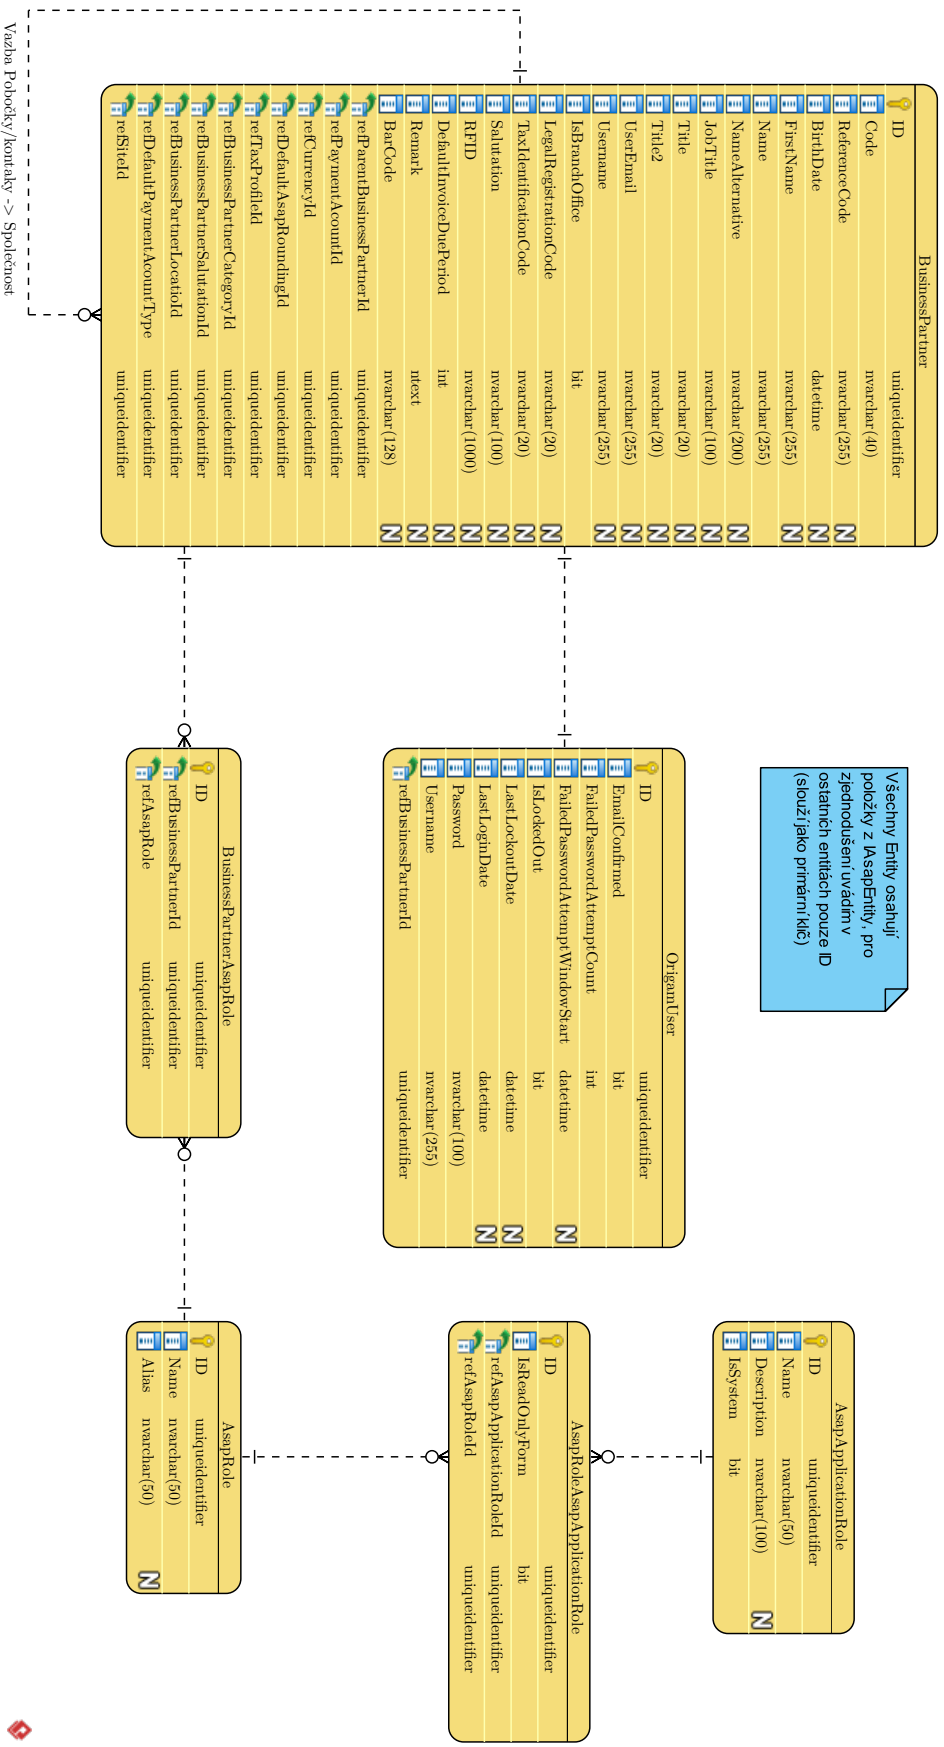 BusinessPartner
ID uniqueidentifier
Code nvarchar(40)
ReferenceCode nvarchar(255) N
BirthDate datetime N
FirstName nvarchar(255) N
Name nvarchar(255)
NameAlternative nvarchar(200) N
JobTitle nvarchar(100) N
Title nvarchar(20) N
Title2 nvarchar(20) N
UserEmail nvarchar(255) N
Username nvarchar(255) N
IsBranchOffice bit
LegalRegistrationCode nvarchar(20) N
TaxIdentificationCode nvarchar(20) N
Salutation nvarchar(100) N
RFID nvarchar(1000) N
DefaultInvoiceDuePeriod int N
Remark ntext N
BarCode nvarchar(128) N
refParentBusinessPartnerId uniqueidentifier
refPaymentAcountId uniqueidentifier
refCurrencyId uniqueidentifier
refDefaultAsapRoundingId uniqueidentifier
refTaxProfileId uniqueidentifier
refBusinessPartnerCategoryId uniqueidentifier
refBusinessPartnerSalutationId uniqueidentifier
refBusinessPartnerLocatioId uniqueidentifier
refDefaultPaymentAcountType uniqueidentifier
refSiteId uniqueidentifier
Vazba Pobočky/kontaky -> Společnost
Všechny Entity osahují
položky z IAsapEntity, pro
zjednodušení uvádím v
ostatních entitách pouze ID
(slouží jako primární klíč)
OrigamUser
ID uniqueidentifier
EmailConfirmed bit
FailedPasswordAttemptCount int
FailedPasswordAttemptWindowStart datetime N
IsLockedOut bit
LastLockoutDate datetime N
LastLoginDate datetime N
Password nvarchar(100)
Username nvarchar(255)
refBusinessPartnerId uniqueidentifier
BusinessPartnerAsapRole
ID uniqueidentifier
refBusinessPartnerId uniqueidentifier
refAsapRole uniqueidentifier
AsapApplicationRole
ID uniqueidentifier
Name nvarchar(50)
Description nvarchar(100) N
IsSystem bit
AsapRoleAsapApplicationRole
ID uniqueidentifier
IsReadOnlyForm bit
refAsapApplicationRoleId uniqueidentifier
refAsapRoleId uniqueidentifier
AsapRole
ID uniqueidentifier
Name nvarchar(50)
Alias nvarchar(50) N